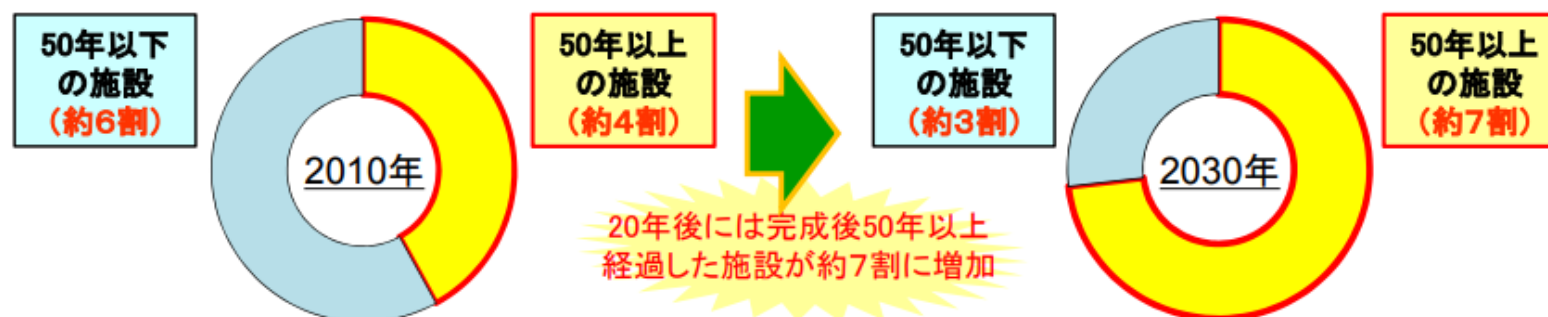 50年以下
の施設
（約６割）
2010年
50年以上
の施設
（約４割）
20年後には完成後50年以上
経過した施設が約７割に増加
50年以下
の施設
（約３割）
2030年
50年以上
の施設
（約７割）